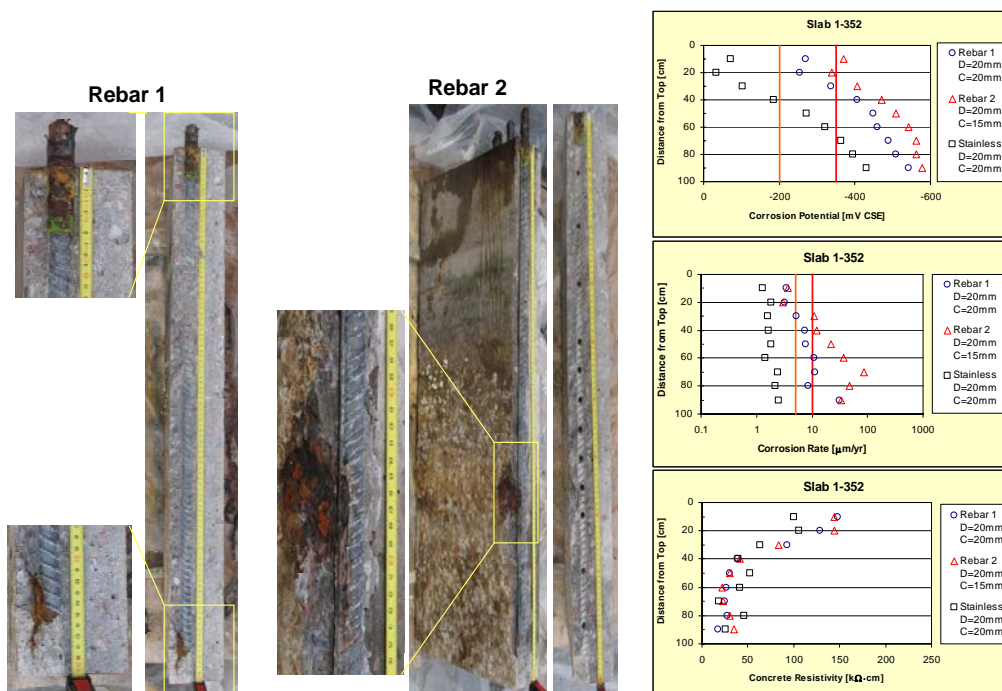 Rebar 1
Rebar 2
Slab 1-352
0
20
40
60
80
100
0
-200
-400
-600
Distance from Top [cm]
Corrosion Potential [mV CSE]
Rebar 1
D=20mm
C=20mm
Rebar 2
D=20mm
C=15mm
Stainless
D=20mm
C=20mm
Slab 1-352
0
20
40
60
80
100
0.1
1
10
100
1000
Distance from Top [cm]
Corrosion Rate [μm/yr]
Rebar 1
D=20mm
C=20mm
Rebar 2
D=20mm
C=15mm
Stainless
D=20mm
C=20mm
Slab 1-352
0
20
40
60
80
100
0
50
100
150
200
250
Distance from Top [cm]
Concrete Resistivity [kΩ·cm]
Rebar 1
D=20mm
C=20mm
Rebar 2
D=20mm
C=15mm
Stainless
D=20mm
C=20mm